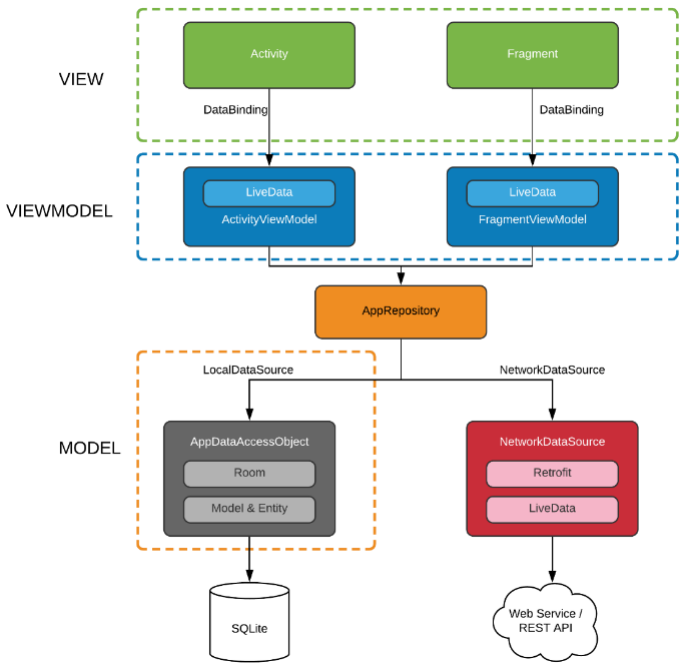 VIEW
Activity
Fragment
DataBinding
DataBinding
VIEWMODEL
LiveData
ActivityViewModel
LiveData
FragmentViewModel
AppRepository
LocalDataSource
NetworkDataSource
MODEL
AppDataAccessObject
Room
Model & Entity
NetworkDataSource
Retrofit
LiveData
SQLite
Web Service /
REST API